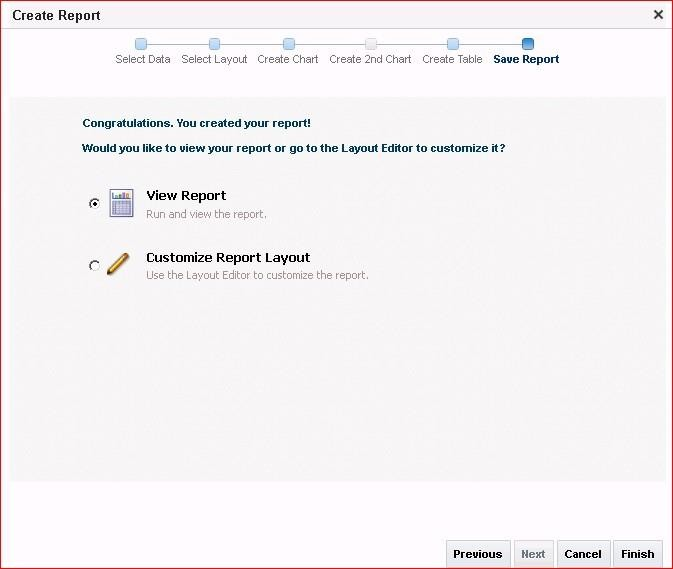 Create Report
Select Data Select Layout Create Chart Create 2nd Chart Create Table Save Report
Congratulations. You created your report!
Would you like to view your report or go to the Layout Editor to customize it?
View Report
Run and view the report.
Customize Report Layout
Use the Layout Editor to customize the report.
Previous Next Cancel Finish